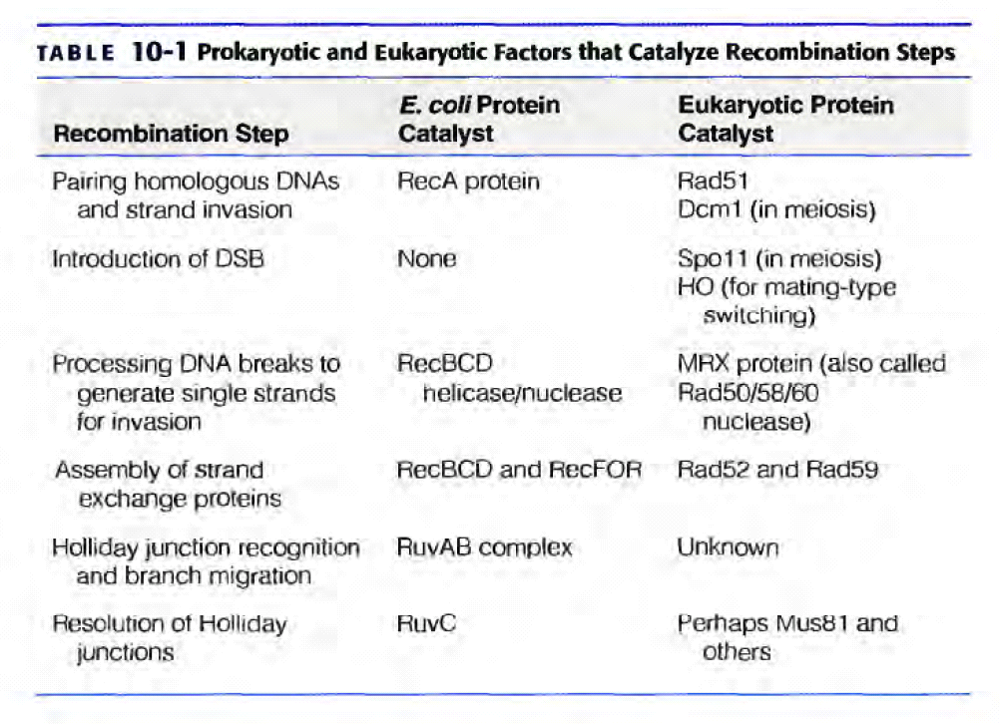 TABLE 10-1 Prokaryotic and Eukaryotic Factors that Catalyze Recombination Steps
Recombination Step
E. coli Protein
Catalyst
Eukaryotic Protein
Catalyst
Pairing homologous DNAs
and strand invasion
RecA protein
Rad51
Dcm1 (in meiosis)
Introduction of DSB
None
Spo11 (in meiosis)
HO (for mating-type
switching)
Processing DNA breaks to
generate single strands
for invasion
RecBCD
helicase/nuclease
MRX protein (also called
Rad50/58/60
nuclease)
Assembly of strand
exchange proteins
RecBCD and RecFOR
Rad52 and Rad59
Holliday junction recognition
and branch migration
RuvAB complex
Unknown
Resolution of Holliday
junctions
RuvC
Perhaps Mus81 and
others